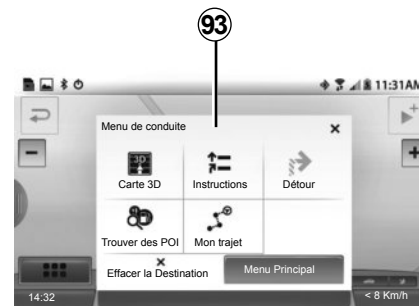 93
11:31AM
Menu de conduite
3D
Carte 3D
Instructions
Détour
Trouver des POI
Mon trajet
Effacer la Destination
Menu Principal
14:32
< 8 Km/h